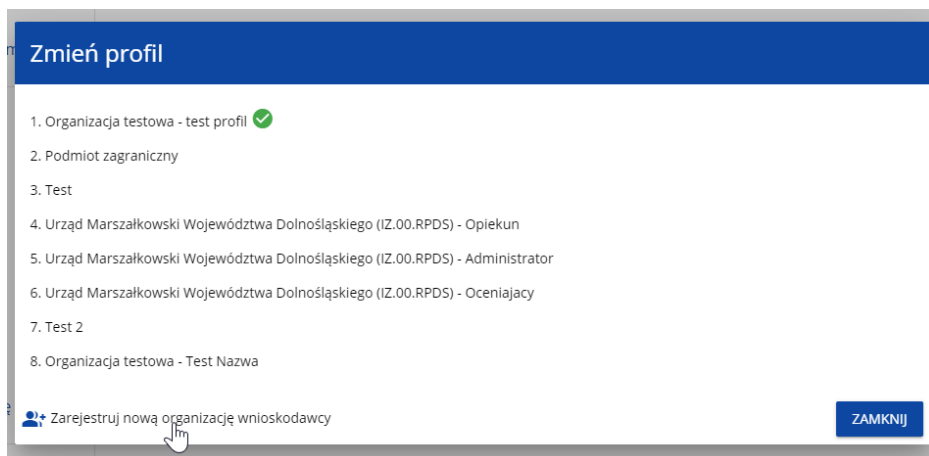 Zmień profil
1. Organizacja testowa - test profil
2. Podmiot zagraniczny
3. Test
4. Urząd Marszałkowski Województwa Dolnośląskiego (IZ.00.RPDS) - Opiekun
5. Urząd Marszałkowski Województwa Dolnośląskiego (IZ.00.RPDS) - Administrator
6. Urząd Marszałkowski Województwa Dolnośląskiego (IZ.00.RPDS) - Oceniajacy
7. Test 2
8. Organizacja testowa - Test Nazwa
Zarejestruj nową organizację wnioskodawcy
ZAMKNIJ